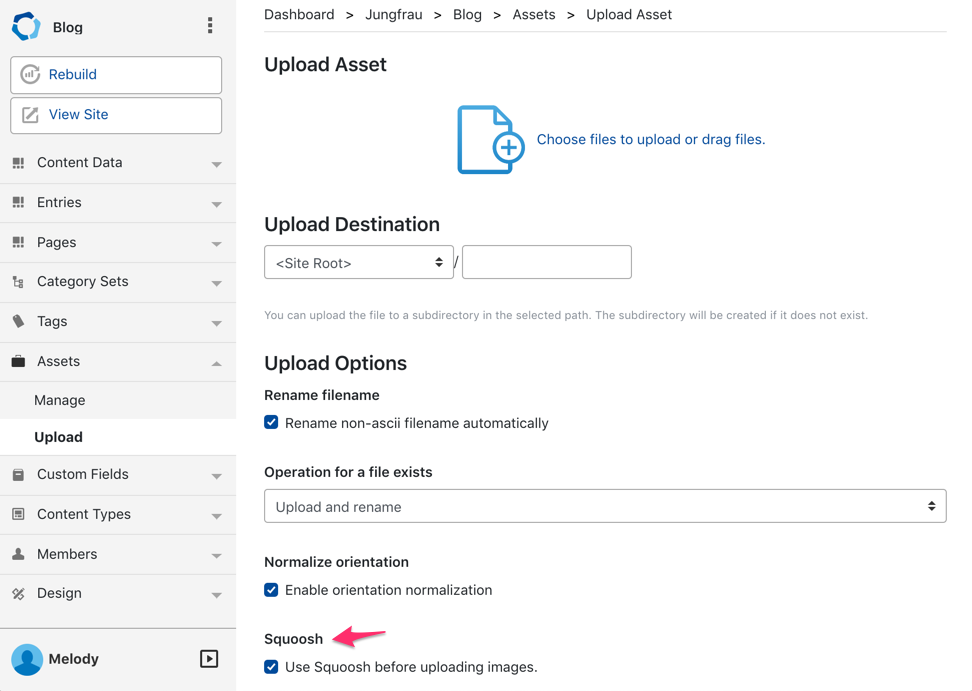 Blog
Rebuild
View Site
Content Data
Entries
Pages
Category Sets
Tags
Assets
Manage
Upload
Custom Fields
Content Types
Members
Design
Melody
Dashboard > Jungfrau > Blog > Assets > Upload Asset
Upload Asset
Choose files to upload or drag files.
Upload Destination
<Site Root> /
You can upload the file to a subdirectory in the selected path. The subdirectory will be created if it does not exist.
Upload Options
Rename filename
Rename non-ascii filename automatically
Operation for a file exists
Upload and rename
Normalize orientation
Enable orientation normalization
Squoosh
Use Squoosh before uploading images.